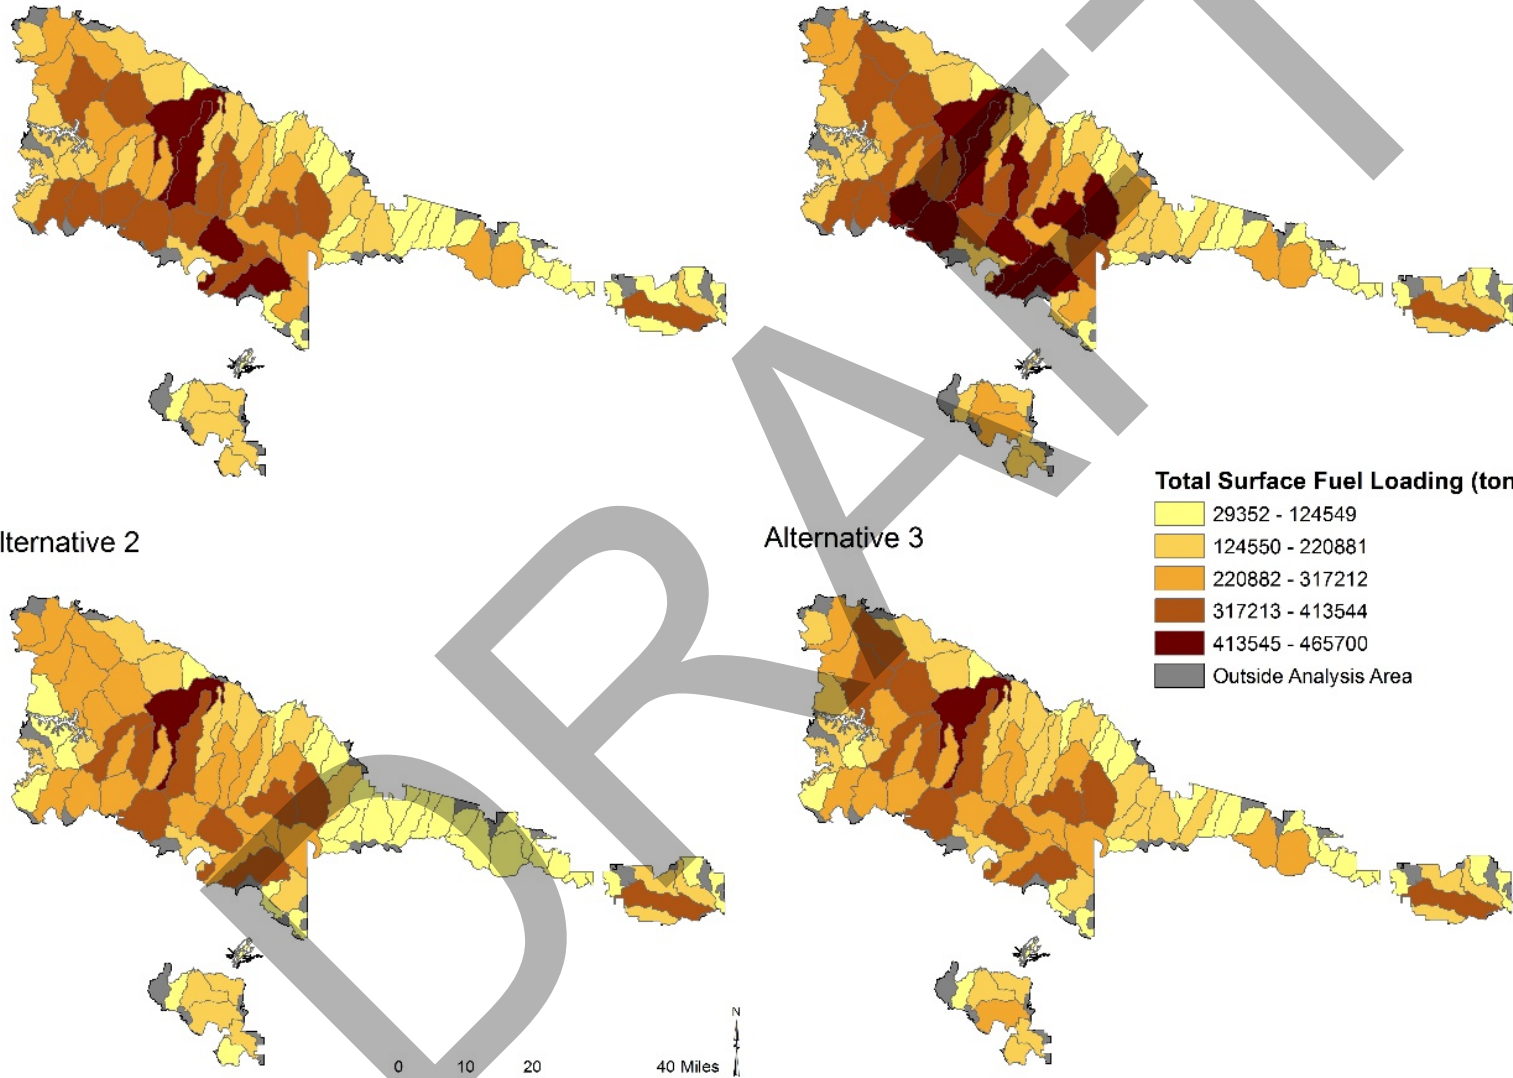 lternative 2
Alternative 3
Total Surface Fuel Loading (ton
29352 - 124549
124550 - 220881
220882 - 317212
317213 - 413544
413545 - 465700
Outside Analysis Area
N
0 10 20 40 Miles
DRAFT